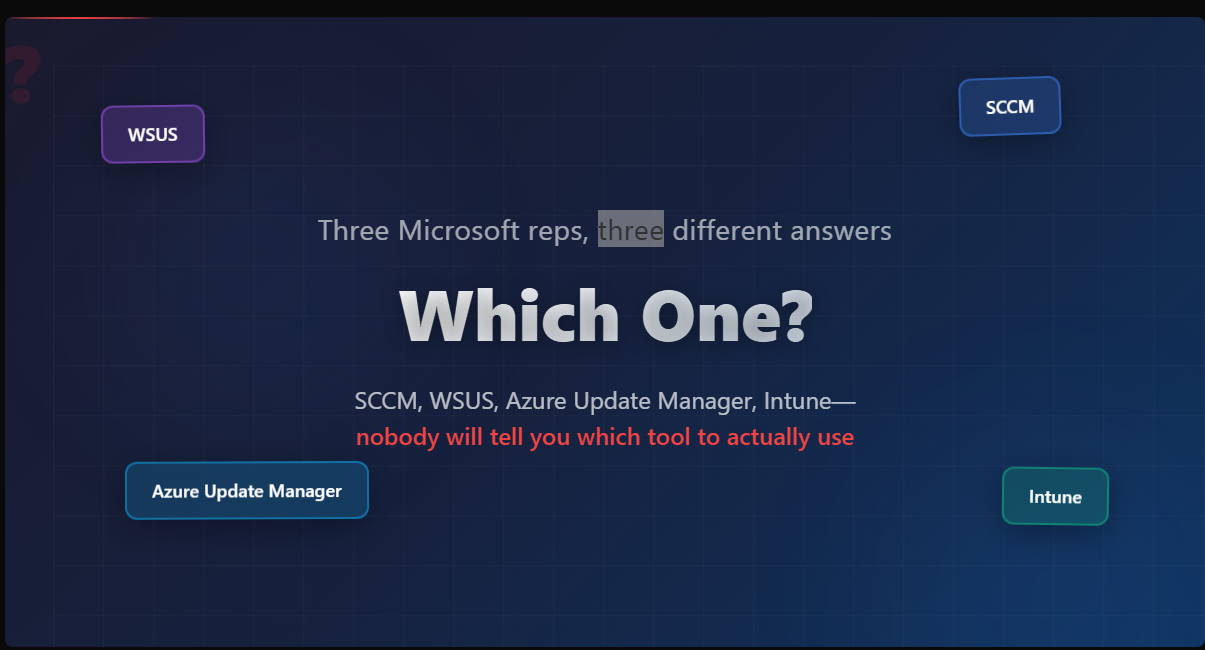 ?
WSUS
SCCM
Three Microsoft reps, three different answers
Which One?
SCCM, WSUS, Azure Update Manager, Intune—
nobody will tell you which tool to actually use
Azure Update Manager
Intune